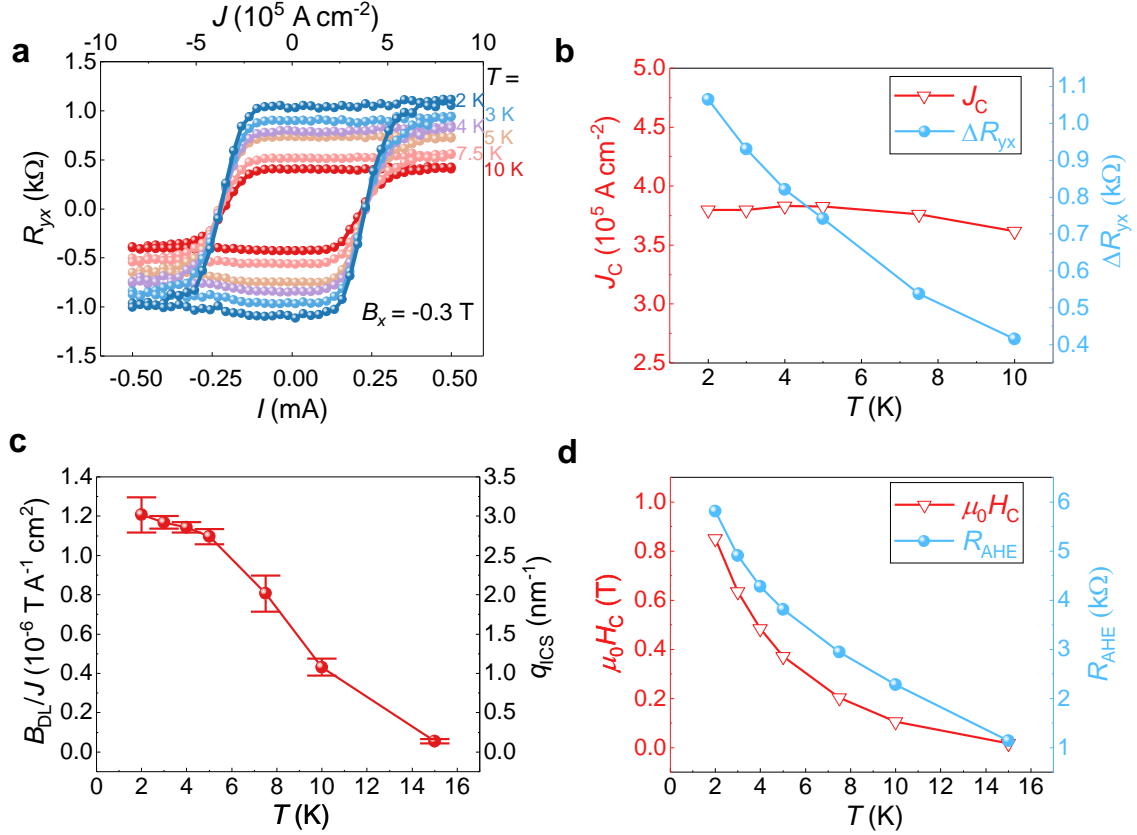 a
J (10⁵ A cm⁻²)
-10 -5 0 5 10
1.5
1.0
0.5
0.0
-0.5
-1.0
-1.5
R_yx (kΩ)
T =
2 K
3 K
4 K
5 K
7.5 K
10 K
B_x = -0.3 T
-0.50 -0.25 0.00 0.25 0.50
I (mA)
b
5.0
4.5
4.0
3.5
3.0
2.5
J_C (10⁵ A cm⁻²)
J_C
ΔR_yx
1.1
1.0
0.9
0.8
0.7
0.6
0.5
0.4
ΔR_yx (kΩ)
2 4 6 8 10
T (K)
c
1.4
1.2
1.0
0.8
0.6
0.4
0.2
0.0
B_DL/J (10⁻⁶ T A⁻¹ cm²)
3.5
3.0
2.5
2.0
1.5
1.0
0.5
0.0
q_ICS (nm⁻¹)
0 2 4 6 8 10 12 14 16
T (K)
d
1.0
0.8
0.6
0.4
0.2
0.0
μ₀H_C (T)
μ₀H_C
R_AHE
6
5
4
3
2
1
R_AHE (kΩ)
0 2 4 6 8 10 12 14 16
T (K)